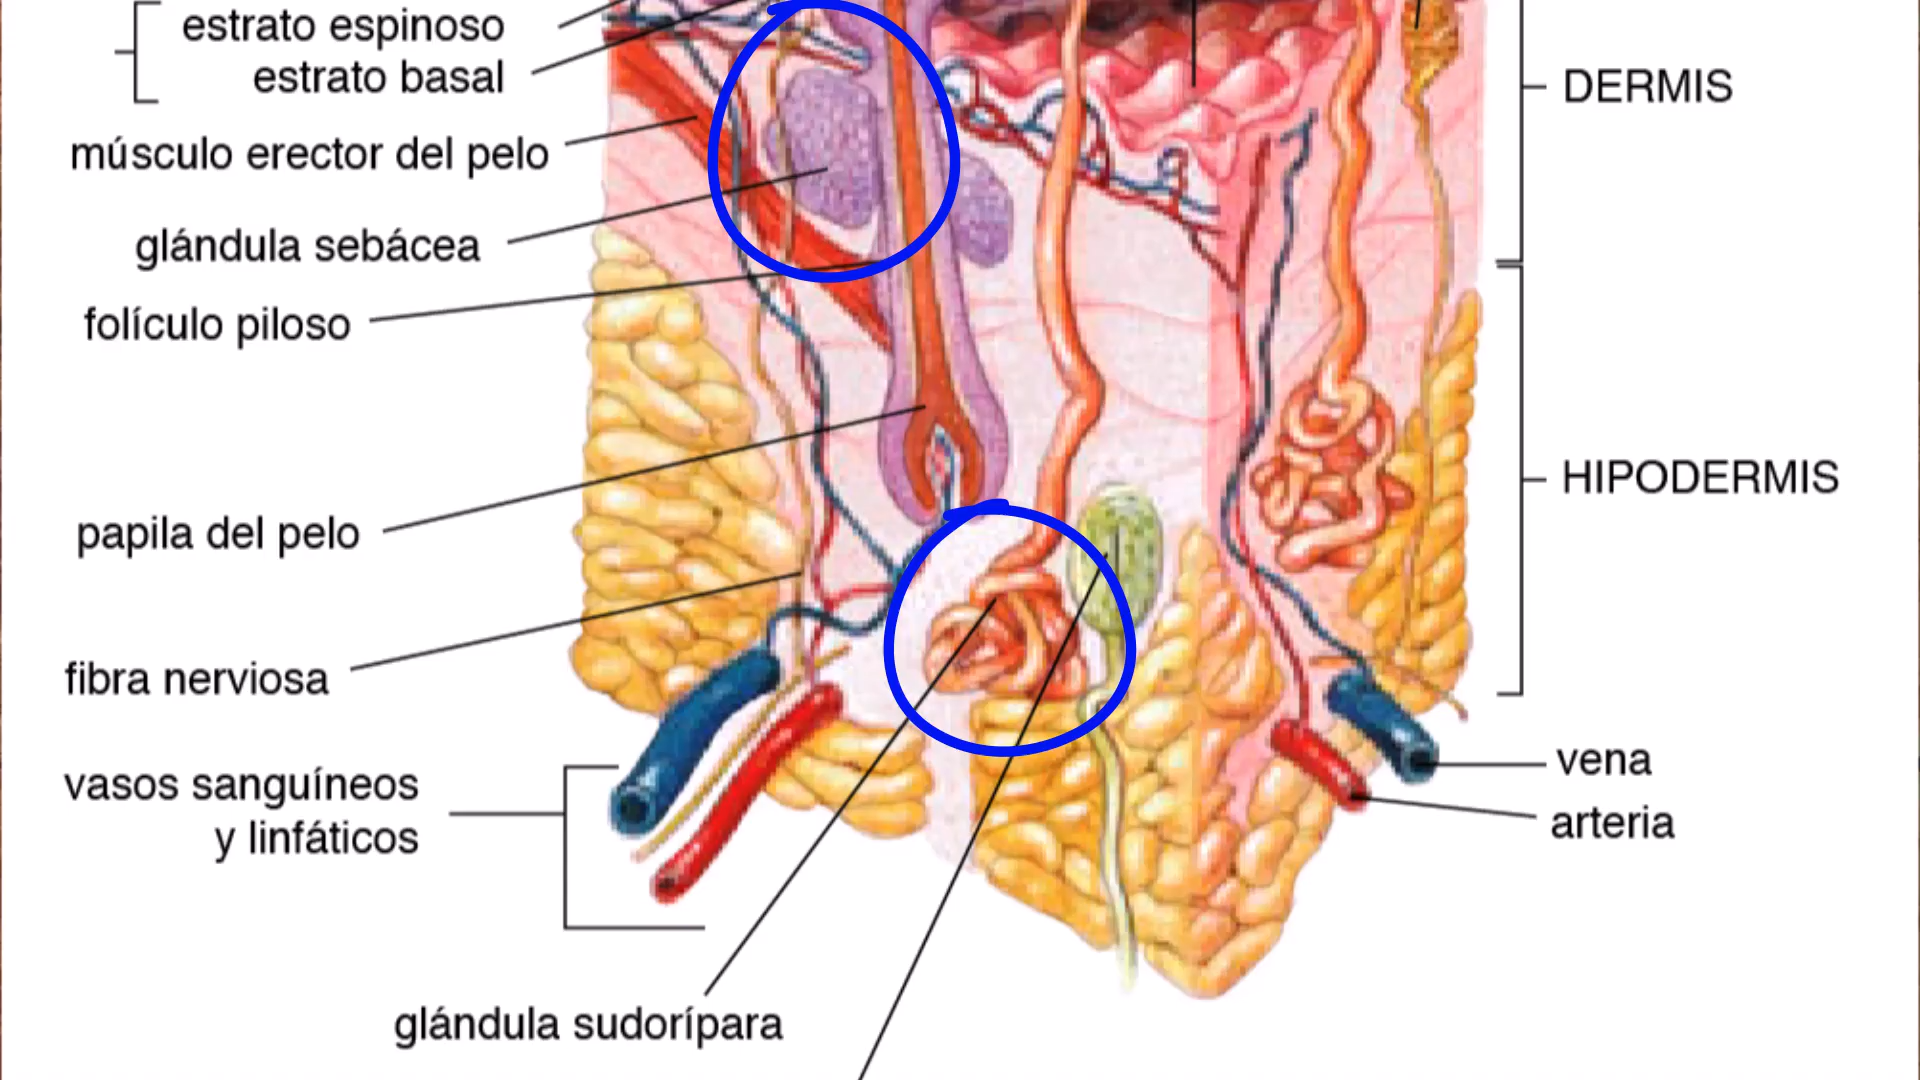 estrato espinoso
estrato basal
músculo erector del pelo
glándula sebácea
folículo piloso
papila del pelo
fibra nerviosa
vasos sanguíneos
y linfáticos
glándula sudorípara
DERMIS
HIPODERMIS
vena
arteria